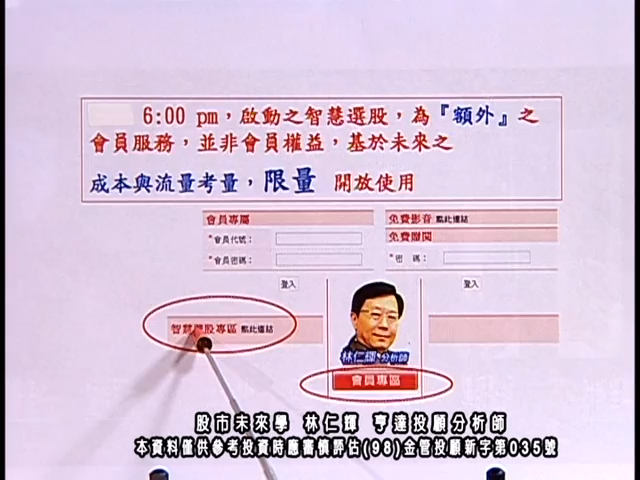 6:00 pm，啟動之智慧選股，為『額外』之
會員服務，並非會員權益，基於未來之
成本與流量考量，限量 開放使用
會員專屬
免費影音 點此連結
*會員代號：
免費贈閱
*會員密碼：
*密 碼：
登入
登入
智慧選股專區 點此連結
林仁輝 分析師
會員專區
股市未來學 林仁輝 亨達投顧分析師
本資料僅供參考投資時應審慎評估(98)金管投顧新字第035號